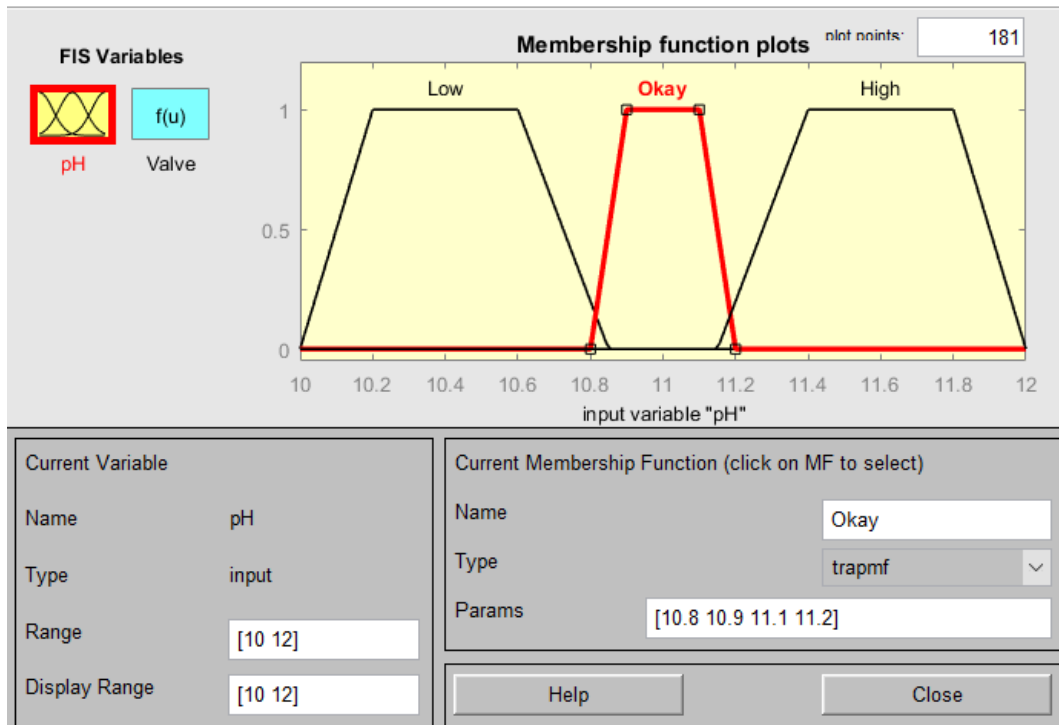 FIS Variables
f(u)
pH
Valve
Membership function plots
plot points:
181
Low
Okay
High
1
0.5
0
10 10.2 10.4 10.6 10.8 11 11.2 11.4 11.6 11.8 12
input variable "pH"
Current Variable
Name pH
Type input
Range [10 12]
Display Range [10 12]
Current Membership Function (click on MF to select)
Name Okay
Type trapmf
Params [10.8 10.9 11.1 11.2]
Help
Close